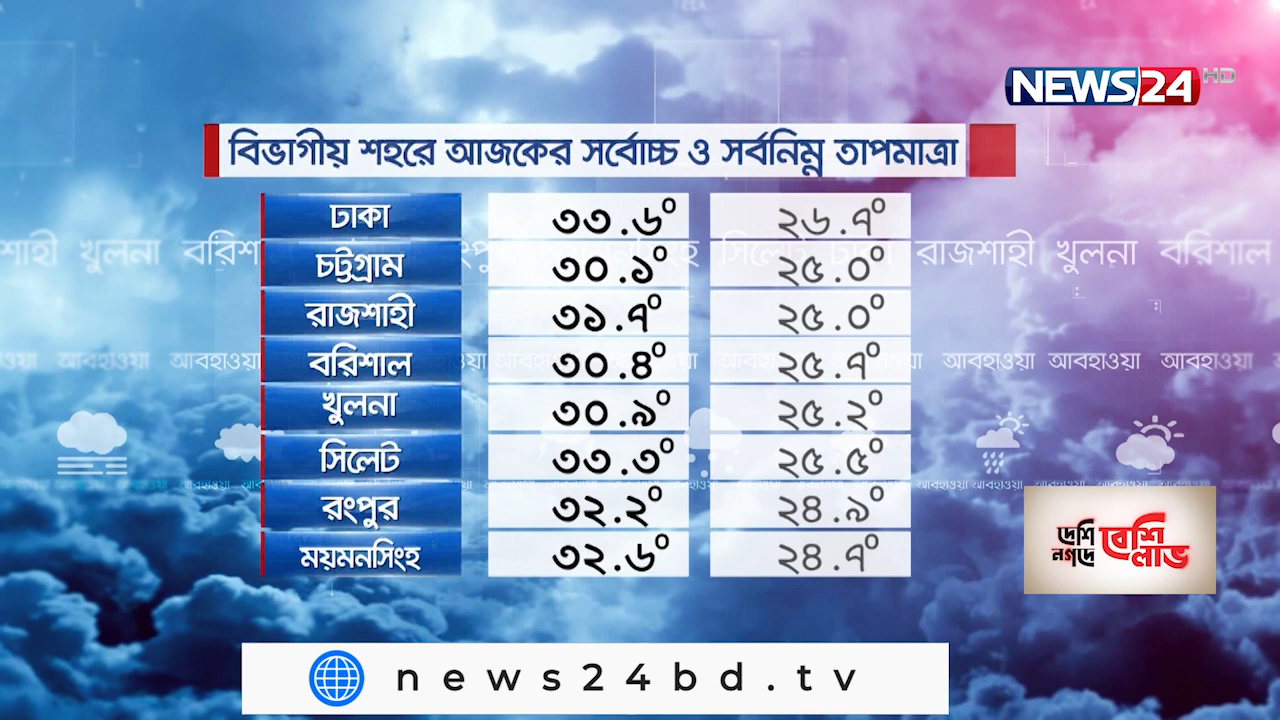 NEWS24 HD
বিভাগীয় শহরে আজকের সর্বোচ্চ ও সর্বনিম্ন তাপমাত্রা
ঢাকা ৩৩.৬° ২৬.৭°
চট্টগ্রাম ৩০.১° ২৫.০°
রাজশাহী ৩১.৭° ২৫.০°
বরিশাল ৩০.৪° ২৫.৭°
খুলনা ৩০.৯° ২৫.২°
সিলেট ৩৩.৩° ২৫.৫°
রংপুর ৩২.২° ২৪.৯°
ময়মনসিংহ ৩২.৬° ২৪.৭°
দেশি বেশি
নগদে লাভ
news24bd.tv